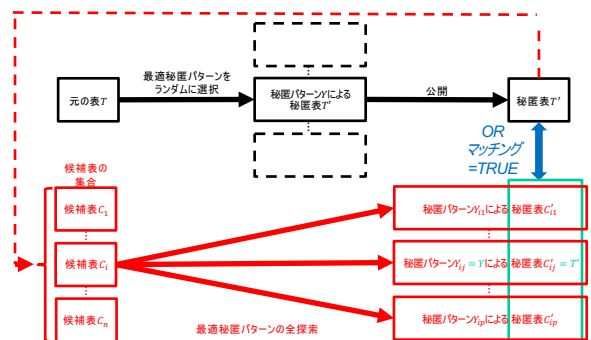 最適秘匿パターンを
ランダムに選択
元の表T
⋮
秘匿パターンYによる
秘匿表T′
⋮
公開
秘匿表T′
OR
マッチング
=TRUE
候補表の
集合
候補表C₁
⋮
候補表Cᵢ
⋮
候補表Cₙ
秘匿パターンYᵢ₁による 秘匿表C′ᵢ₁
⋮
秘匿パターンYᵢⱼ = Yによる 秘匿表C′ᵢⱼ = T′
⋮
秘匿パターンYᵢₚによる 秘匿表C′ᵢₚ
最適秘匿パターンの全探索